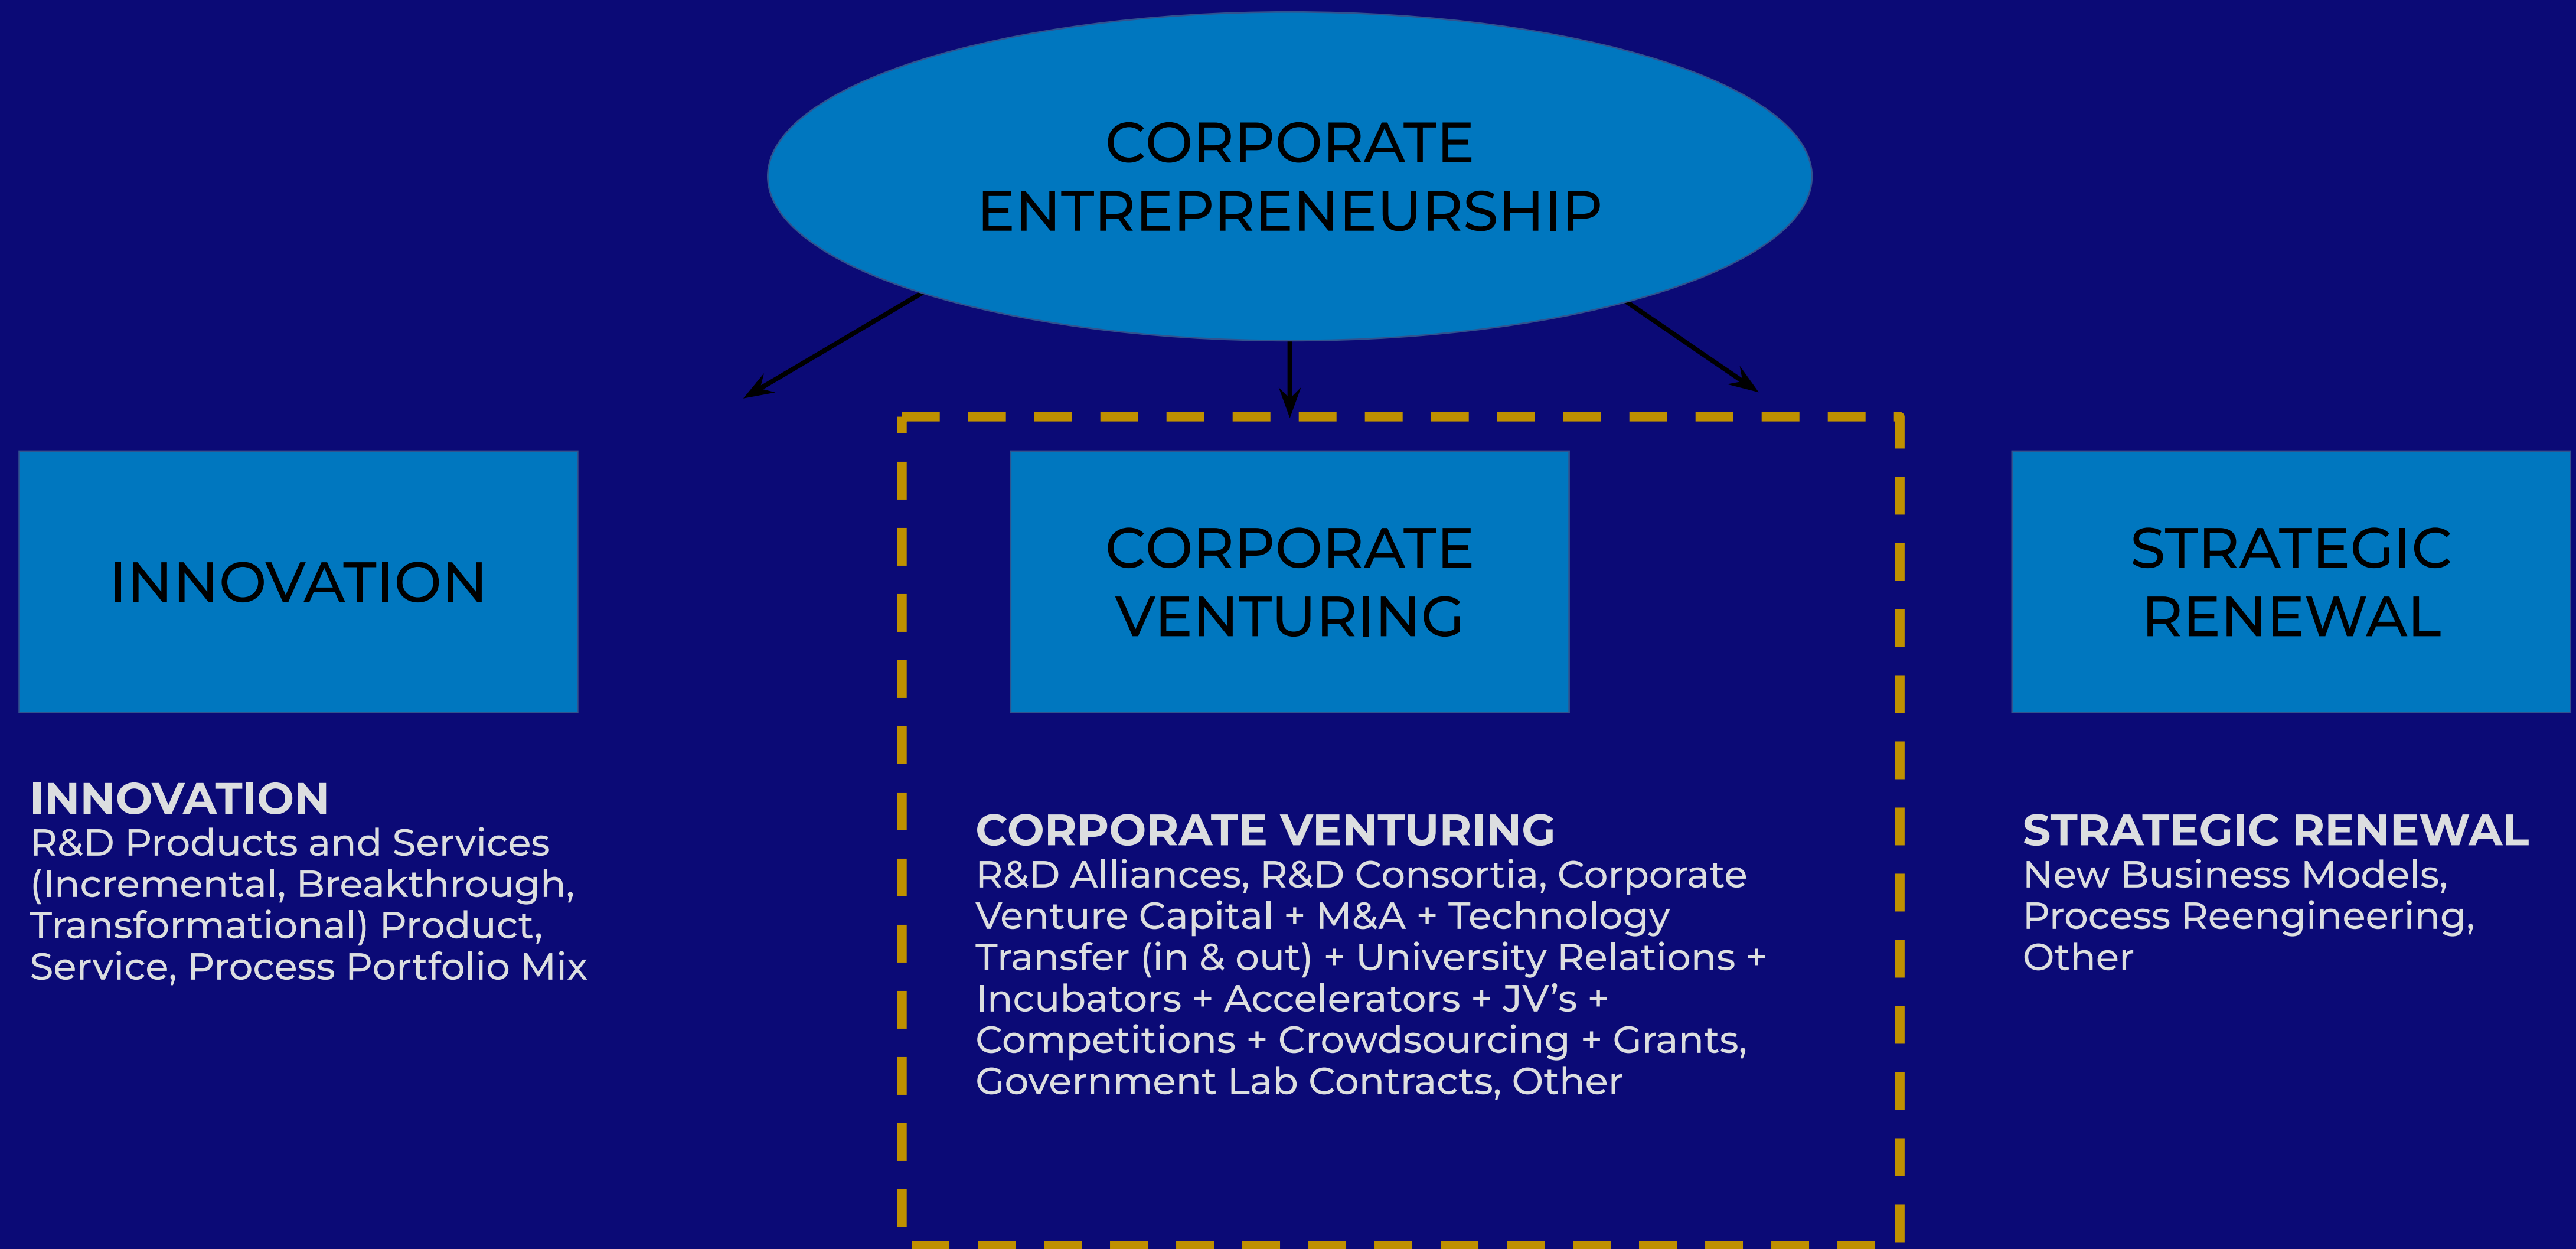 CORPORATE
ENTREPRENEURSHIP
INNOVATION
CORPORATE
VENTURING
STRATEGIC
RENEWAL
INNOVATION
R&D Products and Services
(Incremental, Breakthrough,
Transformational) Product,
Service, Process Portfolio Mix
CORPORATE VENTURING
R&D Alliances, R&D Consortia, Corporate
Venture Capital + M&A + Technology
Transfer (in & out) + University Relations +
Incubators + Accelerators + JV’s +
Competitions + Crowdsourcing + Grants,
Government Lab Contracts, Other
STRATEGIC RENEWAL
New Business Models,
Process Reengineering,
Other